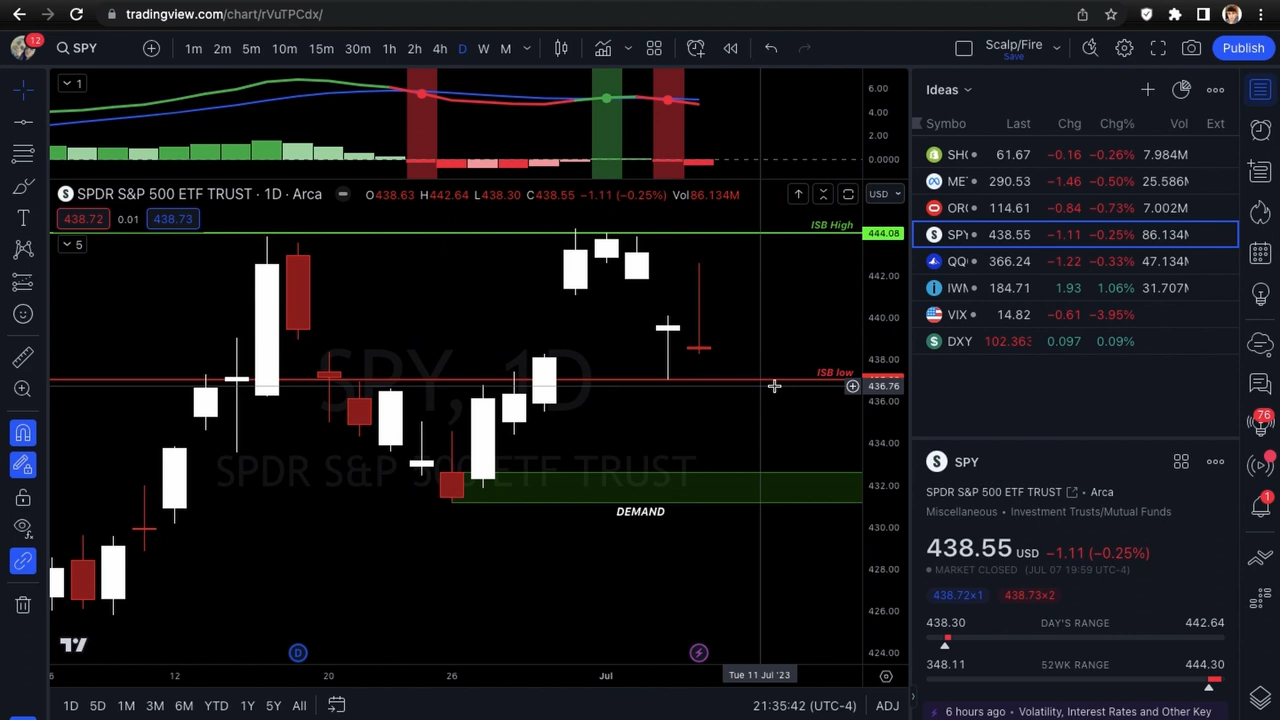 tradingview.com/chart/rVuTPCdx/
12
SPY
1m 2m 5m 10m 15m 30m 1h 2h 4h D W M
Scalp/Fire
Save
Publish
1
6.00
4.00
2.00
0.0000
SPDR S&P 500 ETF TRUST · 1D · Arca
O438.63 H442.64 L438.30 C438.55 −1.11 (−0.25%) Vol86.134M
USD
438.72 0.01 438.73
5
ISB High
444.08
442.00
440.00
438.00
ISB low
436.76
436.00
434.00
432.00
430.00
428.00
426.00
424.00
SPY, 1D
SPDR S&P 500 ETF TRUST
DEMAND
D
12
20
26
Jul
Tue 11 Jul '23
1D 5D 1M 3M 6M YTD 1Y 5Y All
21:35:42 (UTC-4)
ADJ
Ideas
Symbo Last Chg Chg% Vol Ext
SH 61.67 −0.16 −0.26% 7.984M
ME 290.53 −1.46 −0.50% 25.586
OR 114.61 −0.84 −0.73% 7.002M
SP 438.55 −1.11 −0.25% 86.134
QQ 366.24 −1.22 −0.33% 47.134
IWM 184.71 1.93 1.06% 31.707
VIX 14.82 −0.61 −3.95%
DXY 102.363 0.097 0.09%
SPY
SPDR S&P 500 ETF TRUST Arca
Miscellaneous • Investment Trusts/Mutual Funds
438.55 USD −1.11 (−0.25%)
MARKET CLOSED (JUL 07 19:59 UTC-4)
438.72×1 438.73×2
438.30 DAY'S RANGE 442.64
348.11 52WK RANGE 444.30
6 hours ago • Volatility, Interest Rates and Other Key
76
1